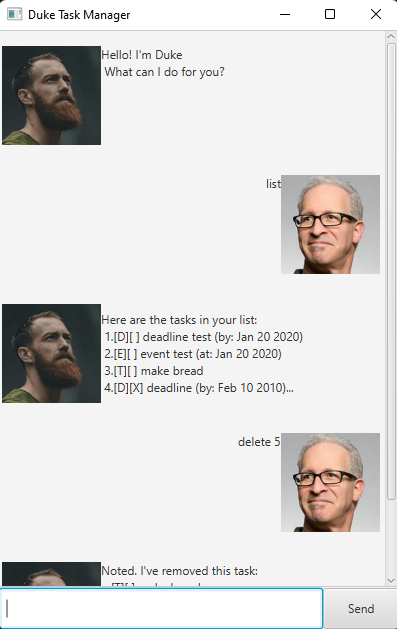 Duke Task Manager
Hello! I'm Duke
What can I do for you?
list
Here are the tasks in your list:
1.[D][ ] deadline test (by: Jan 20 2020)
2.[E][ ] event test (at: Jan 20 2020)
3.[T][ ] make bread
4.[D][X] deadline (by: Feb 10 2010)...
delete 5
Noted. I've removed this task:
Send